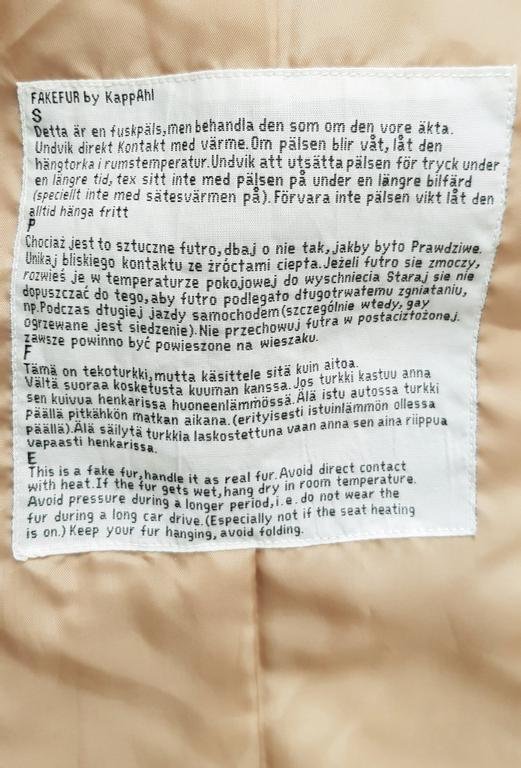 FAKEFUR by KappAhl
S
Detta är en fuskpäls,men behandla den som om den vore äkta.
Undvik direkt Kontakt med värme.Om pälsen blir våt,låt den
hängtorka i rumstemperatur.Undvik att utsätta pälsen för tryck under
en längre tid,tex sitt inte med pälsen på under en längre bilfärd
(speciellt inte med sätesvärmen på).Förvara inte pälsen vikt låt den
alltid hänga fritt
P
Chociaż jest to sztuczne futro,dbaj o nie tak,jakby było Prawdziwe.
Unikaj bliskiego kontaktu ze źróctami ciepta.Jeżeli futro sie zmoczy,
rozwieś je w temperaturze pokojowej do wyschniecia Staraj sie nie
dopuszczać do tego,aby futro podlegato dtugotrwatemu zgniataniu,
np.Podczas dtugiej jazdy samochodem(szczególnie wtedy,gay
ogrzewane jest siedzenie).Nie przechowuj futra w postaciztożonej.
zawsze powinno być powieszone na wieszaku.
F
Tämä on tekoturkki,mutta käsittele sitä kuin aitoa.
Vältä suoraa kosketusta kuuman kanssa.Jos turkki kastuu anna
sen kuivua henkarissa huoneenlämmössä.Älä istu autossa turkki
päällä pitkähkön matkan aikana.(erityisesti istuinlämmön ollessa
päällä).Älä säilytä turkkia laskostettuna vaan anna sen aina riippua
vapaasti henkarissa.
E
This is a fake fur,handle it as real fur.Avoid direct contact
with heat.If the fur gets wet,hang dry in room temperature.
Avoid pressure during a longer period,i.e. do not wear the
fur during a long car drive.(Especially not if the seat heating
is on.) Keep your fur hanging, avoid folding.